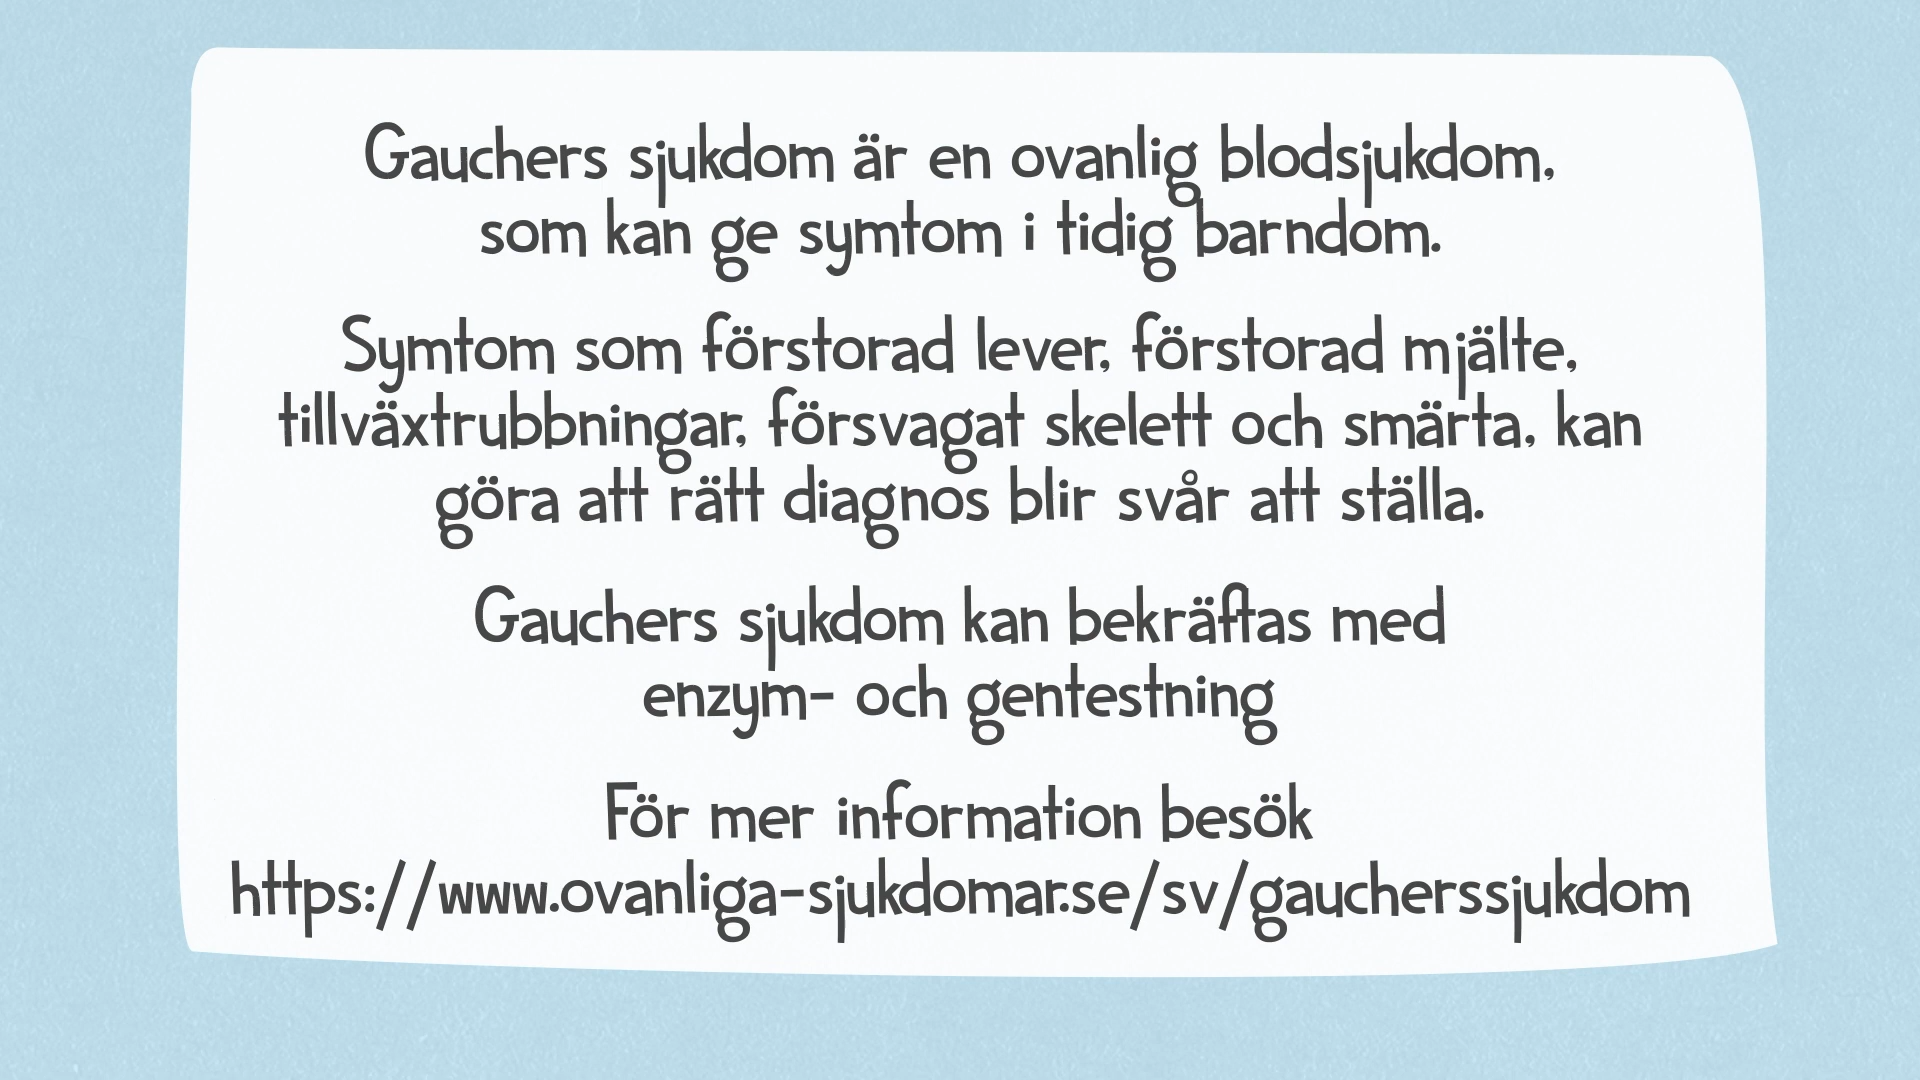 Gauchers sjukdom är en ovanlig blodsjukdom,
som kan ge symtom i tidig barndom.
Symtom som förstorad lever, förstorad mjälte,
tillväxtrubbningar, försvagat skelett och smärta, kan
göra att rätt diagnos blir svår att ställa.
Gauchers sjukdom kan bekräftas med
enzym- och gentestning
För mer information besök
https://www.ovanliga-sjukdomar.se/sv/gaucherssjukdom